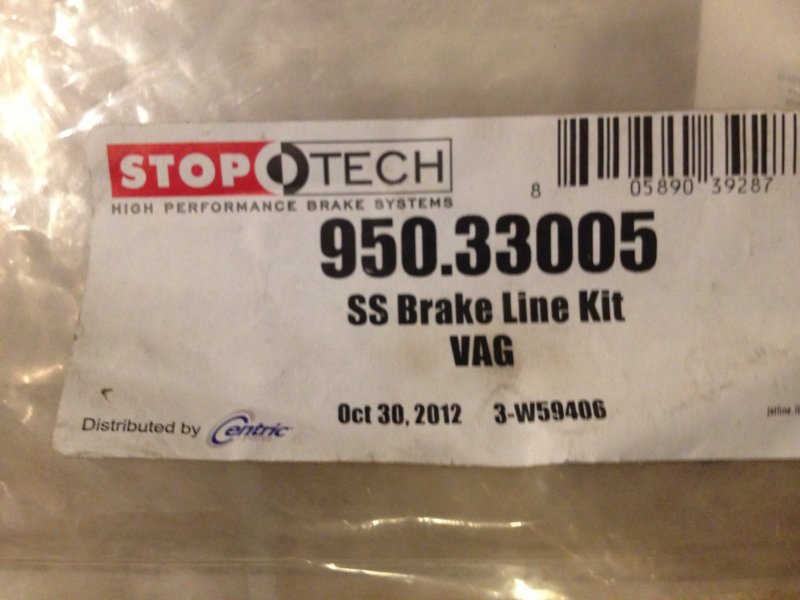 STOPTECH
HIGH PERFORMANCE BRAKE SYSTEMS
8 05890 39287
950.33005
SS Brake Line Kit
VAG
Oct 30, 2012 3-W59406
Distributed by Centric